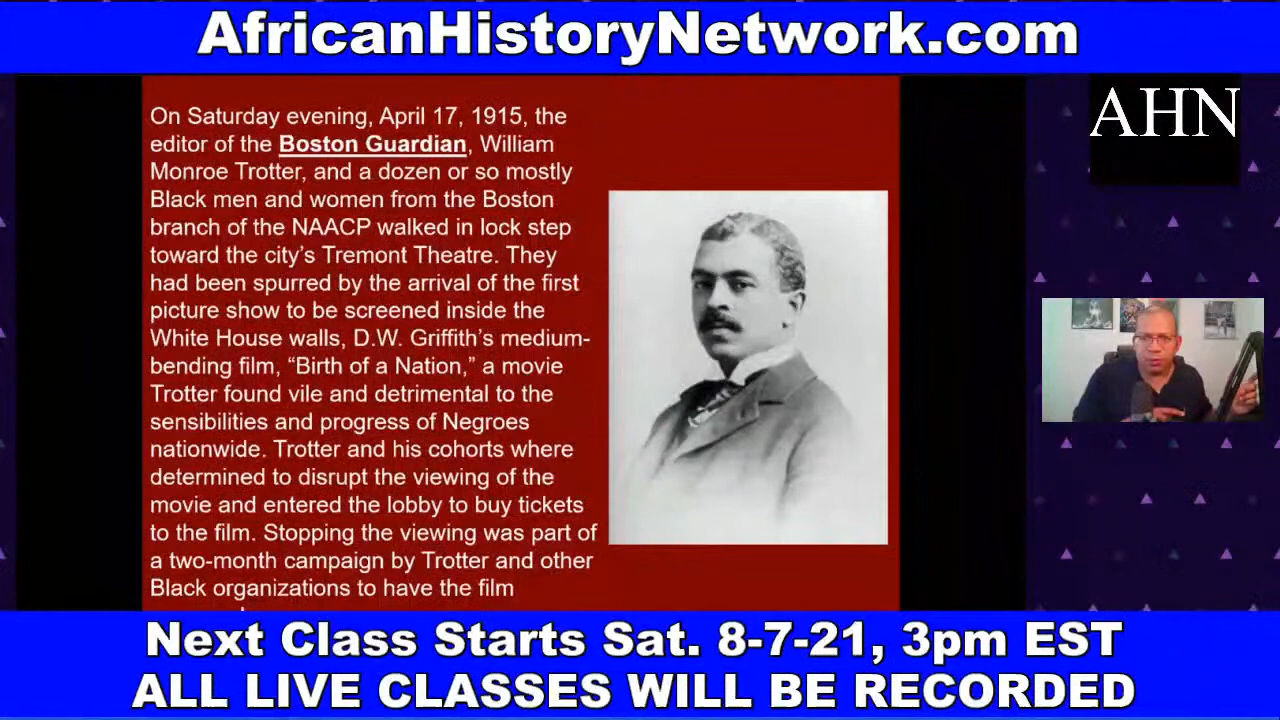 AfricanHistoryNetwork.com
AHN
On Saturday evening, April 17, 1915, the
editor of the Boston Guardian, William
Monroe Trotter, and a dozen or so mostly
Black men and women from the Boston
branch of the NAACP walked in lock step
toward the city’s Tremont Theatre. They
had been spurred by the arrival of the first
picture show to be screened inside the
White House walls, D.W. Griffith’s medium-
bending film, “Birth of a Nation,” a movie
Trotter found vile and detrimental to the
sensibilities and progress of Negroes
nationwide. Trotter and his cohorts where
determined to disrupt the viewing of the
movie and entered the lobby to buy tickets
to the film. Stopping the viewing was part of
a two-month campaign by Trotter and other
Black organizations to have the film
Next Class Starts Sat. 8-7-21, 3pm EST
ALL LIVE CLASSES WILL BE RECORDED